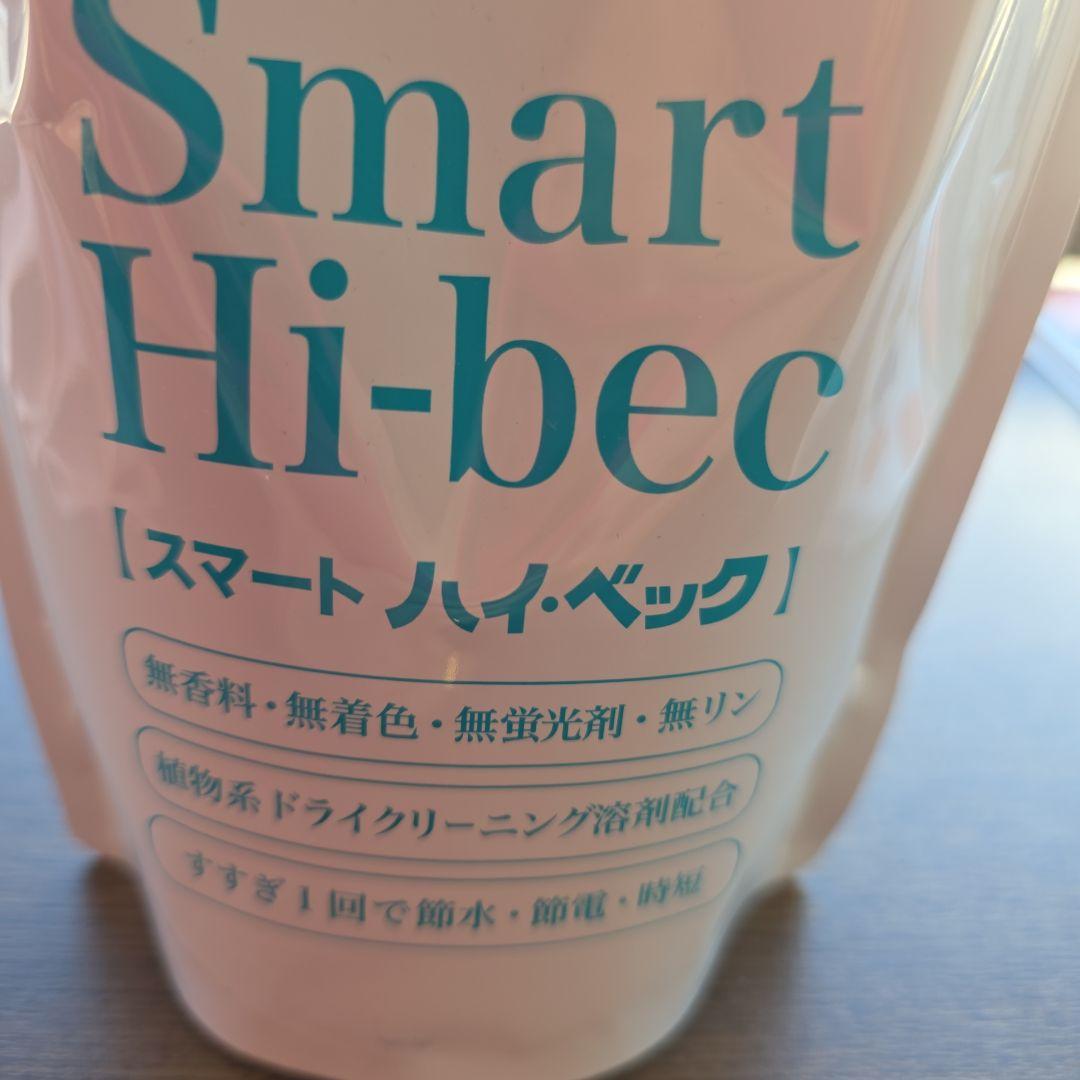 Smart
Hi-bec
【スマート ハイ・ベック】
無香料・無着色・無蛍光剤・無リン
植物系ドライクリーニング溶剤配合
すすぎ1回で節水・節電・時短